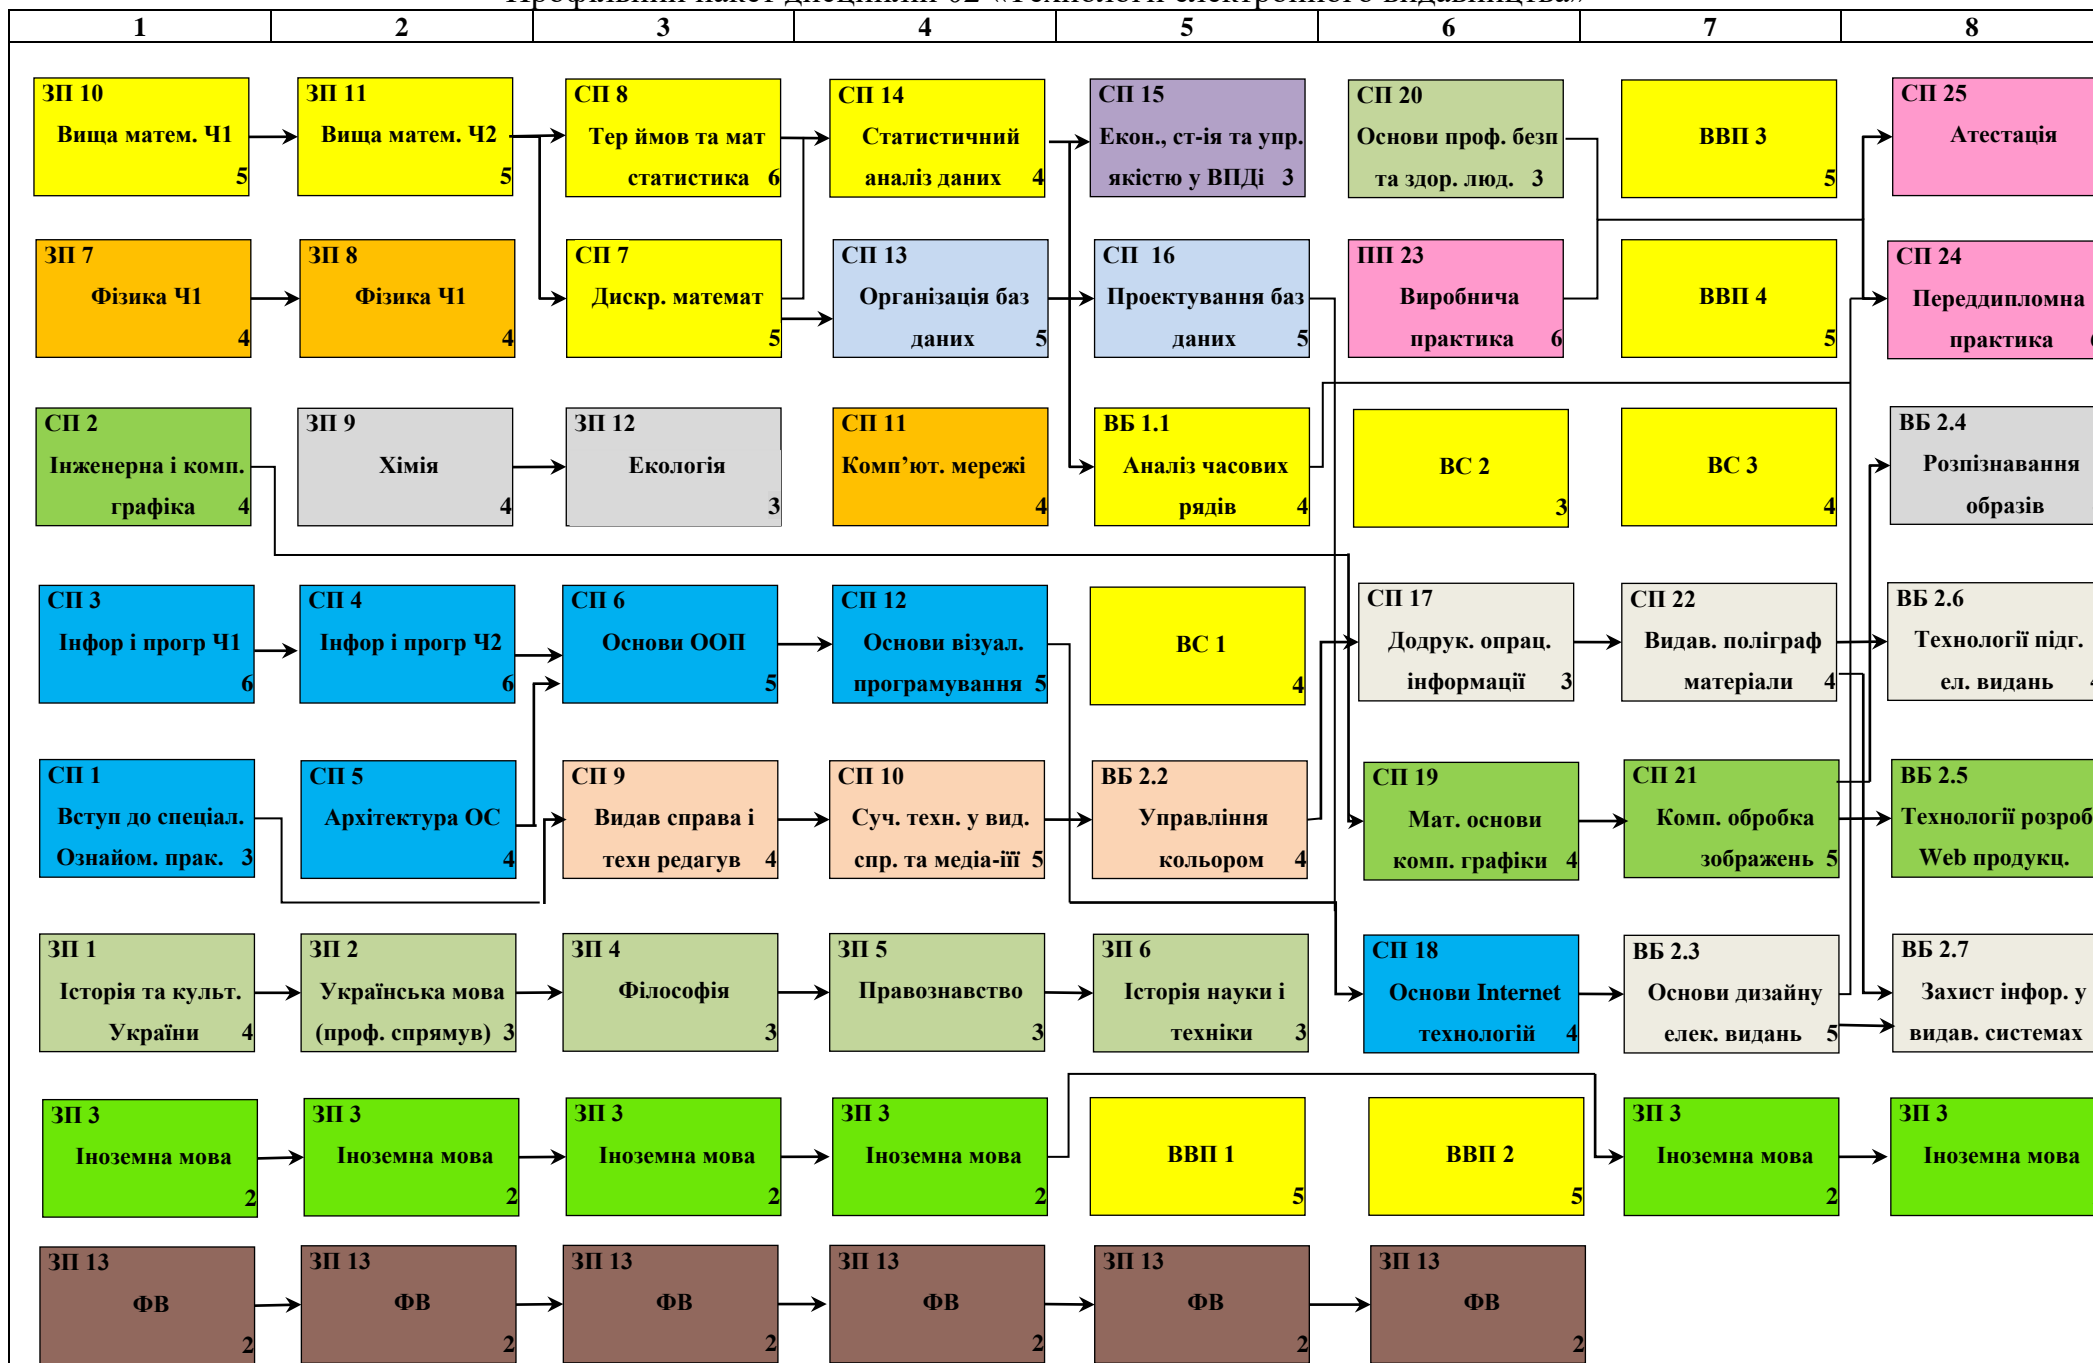 Профільний пакет дисциплін 02 «Технології електронного видавництва»
1 2 3 4 5 6 7 8
ЗП 10
Вища матем. Ч1
5
ЗП 11
Вища матем. Ч2
5
СП 8
Тер ймов та мат
статистика 6
СП 14
Статистичний
аналіз даних 4
СП 15
Екон., ст-ія та упр.
якістю у ВПДі 3
СП 20
Основи проф. безп
та здор. люд. 3
ВВП 3
5
СП 25
Атестація
ЗП 7
Фізика Ч1
4
ЗП 8
Фізика Ч1
4
СП 7
Дискр. математ
5
СП 13
Організація баз
даних 5
СП 16
Проектування баз
даних 5
ПП 23
Виробнича
практика 6
ВВП 4
5
СП 24
Переддипломна
практика
СП 2
Інженерна і комп.
графіка 4
ЗП 9
Хімія
4
ЗП 12
Екологія
3
СП 11
Комп’ют. мережі
4
ВБ 1.1
Аналіз часових
рядів 4
ВС 2
3
ВС 3
4
ВБ 2.4
Розпізнавання
образів
СП 3
Інфор і прогр Ч1
6
СП 4
Інфор і прогр Ч2
6
СП 6
Основи ООП
5
СП 12
Основи візуал.
програмування 5
ВС 1
4
СП 17
Додрук. опрац.
інформації 3
СП 22
Видав. поліграф
матеріали 4
ВБ 2.6
Технології підг.
ел. видань
СП 1
Вступ до спеціал.
Ознайом. прак. 3
СП 5
Архітектура ОС
4
СП 9
Видав справа і
техн редагув 4
СП 10
Суч. техн. у вид.
спр. та медіа-ії 5
ВБ 2.2
Управління
кольором 4
СП 19
Мат. основи
комп. графіки 4
СП 21
Комп. обробка
зображень 5
ВБ 2.5
Технології розроб
Web продукц.
ЗП 1
Історія та культ.
України 4
ЗП 2
Українська мова
(проф. спрямув) 3
ЗП 4
Філософія
3
ЗП 5
Правознавство
3
ЗП 6
Історія науки і
техніки 3
СП 18
Основи Internet
технологій 4
ВБ 2.3
Основи дизайну
елек. видань 5
ВБ 2.7
Захист інфор. у
видав. системах
ЗП 3
Іноземна мова
2
ЗП 3
Іноземна мова
2
ЗП 3
Іноземна мова
2
ЗП 3
Іноземна мова
2
ВВП 1
5
ВВП 2
5
ЗП 3
Іноземна мова
2
ЗП 3
Іноземна мова
ЗП 13
ФВ
2
ЗП 13
ФВ
2
ЗП 13
ФВ
2
ЗП 13
ФВ
2
ЗП 13
ФВ
2
ЗП 13
ФВ
2